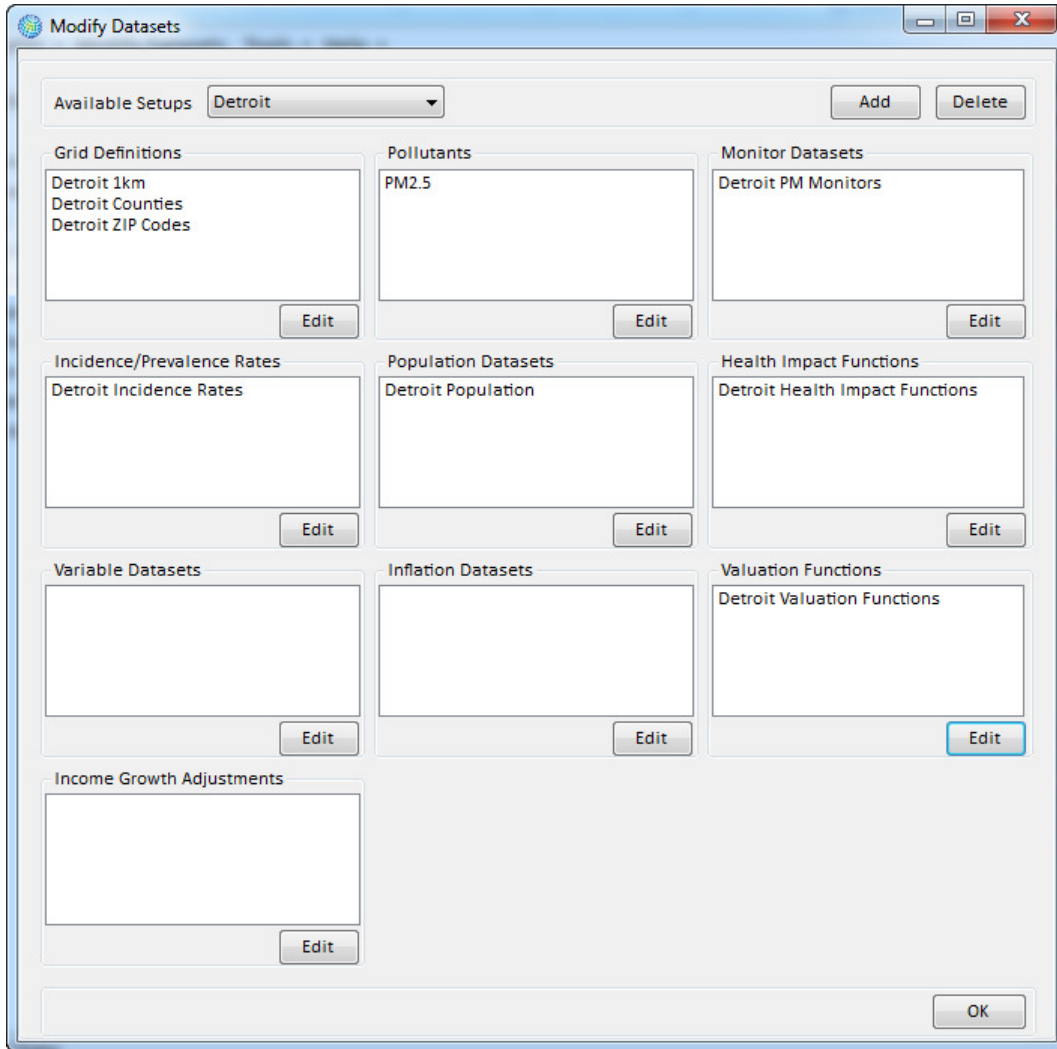 Modify Datasets
Available Setups Detroit Add Delete
Grid Definitions Pollutants Monitor Datasets
Detroit 1km PM2.5 Detroit PM Monitors
Detroit Counties
Detroit ZIP Codes
Edit Edit Edit
Incidence/Prevalence Rates Population Datasets Health Impact Functions
Detroit Incidence Rates Detroit Population Detroit Health Impact Functions
Edit Edit Edit
Variable Datasets Inflation Datasets Valuation Functions
Detroit Valuation Functions
Edit Edit Edit
Income Growth Adjustments
Edit
OK